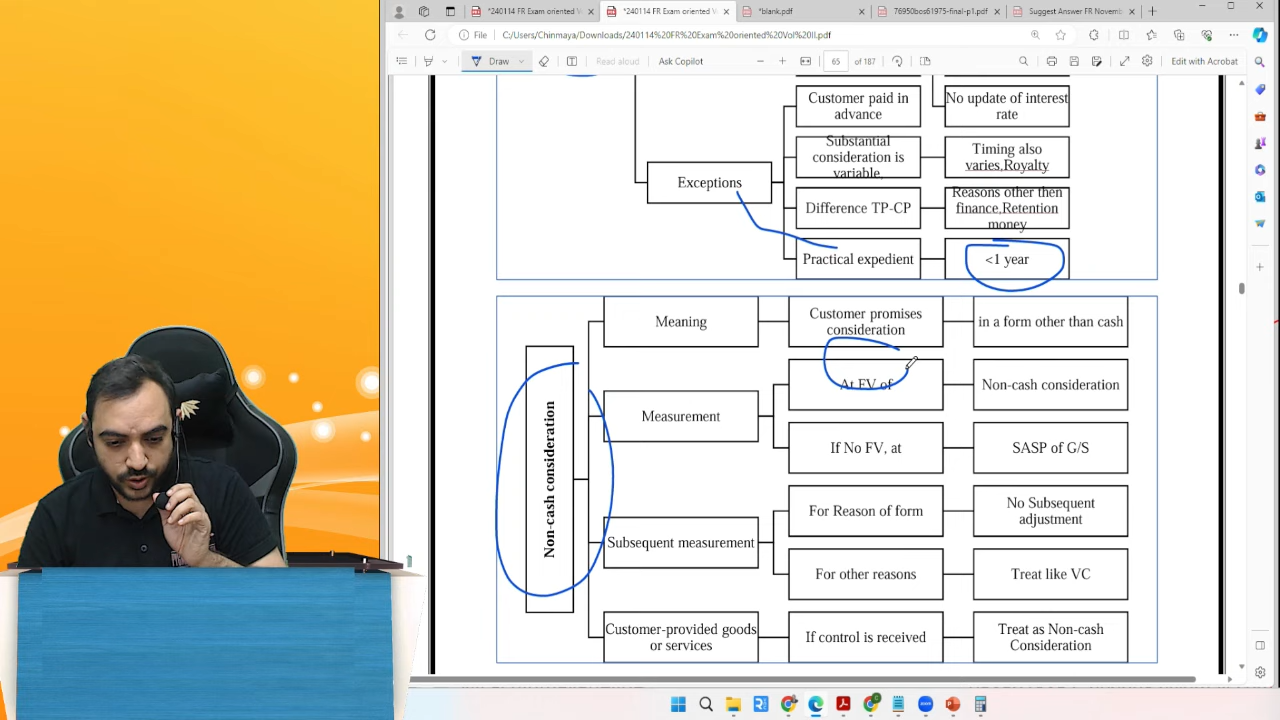 *240114 FR Exam oriented V
*240114 FR Exam oriented V
*blank.pdf
76950bos61975-final-p1.pdf
Suggest Answer FR Novemb
File
C:/Users/Chinmaya/Downloads/240114%20FR%20Exam%20oriented%20Vol%20II.pdf
Draw
Read aloud
Ask Copilot
65
of 187
Edit with Acrobat
Customer paid in
advance
No update of interest
rate
Exceptions
Substantial
consideration is
variable,
Timing also
varies,Royalty
Difference TP-CP
Reasons other then
finance,Retention
money
Practical expedient
<1 year
Non-cash consideration
Meaning
Customer promises
consideration
in a form other than cash
Measurement
At FV of
Non-cash consideration
If No FV, at
SASP of G/S
Subsequent measurement
For Reason of form
No Subsequent
adjustment
For other reasons
Treat like VC
Customer-provided goods
or services
If control is received
Treat as Non-cash
Consideration